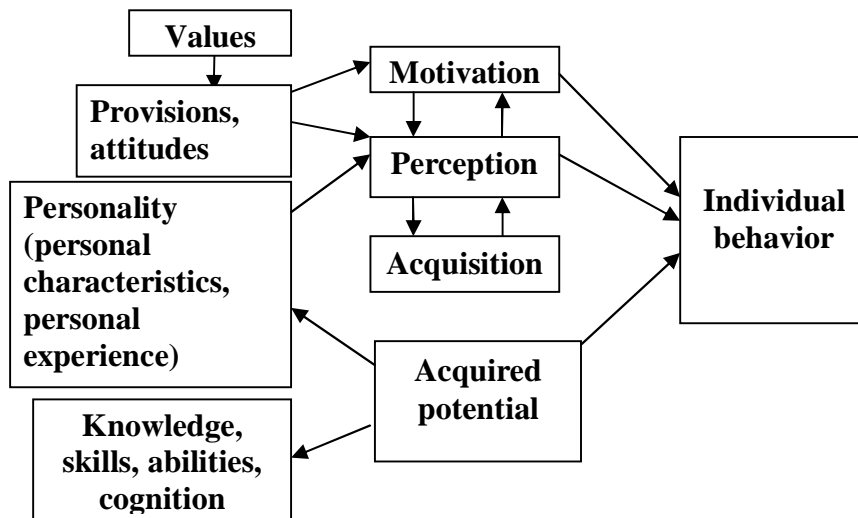 Values
Provisions,
attitudes
Personality
(personal
characteristics,
personal
experience)
Knowledge,
skills, abilities,
cognition
Motivation
Perception
Acquisition
Acquired
potential
Individual
behavior